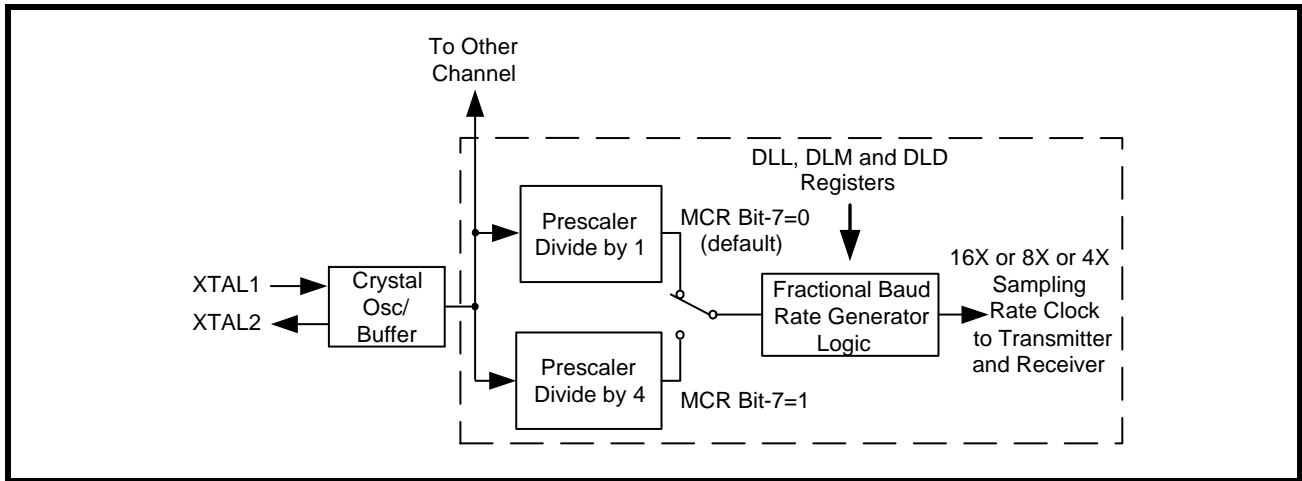 To Other
Channel
DLL, DLM and DLD
Registers
Prescaler
Divide by 1
MCR Bit-7=0
(default)
XTAL1
XTAL2
Crystal
Osc/
Buffer
Fractional Baud
Rate Generator
Logic
16X or 8X or 4X
Sampling
Rate Clock
to Transmitter
and Receiver
Prescaler
Divide by 4
MCR Bit-7=1